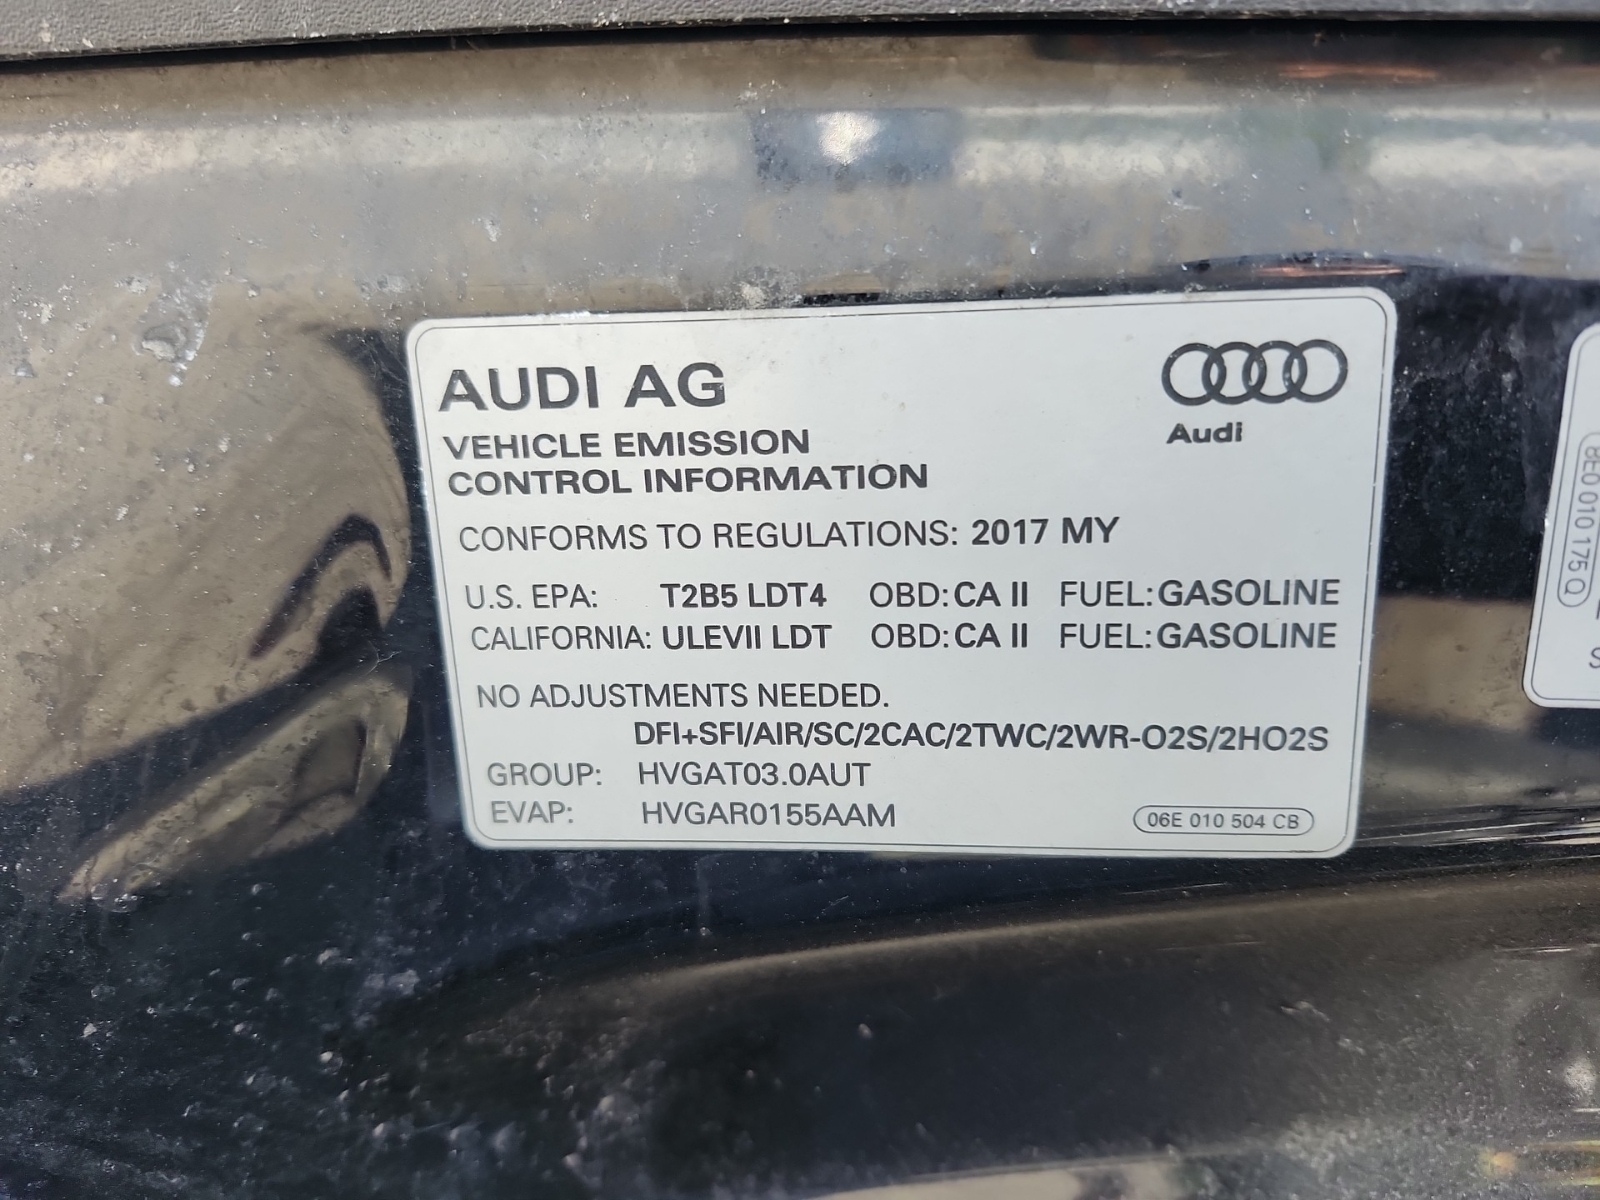 AUDI AG
Audi
VEHICLE EMISSION
CONTROL INFORMATION
CONFORMS TO REGULATIONS: 2017 MY
U.S. EPA: T2B5 LDT4 OBD: CA II FUEL: GASOLINE
CALIFORNIA: ULEVII LDT OBD: CA II FUEL: GASOLINE
NO ADJUSTMENTS NEEDED.
DFI+SFI/AIR/SC/2CAC/2TWC/2WR-O2S/2HO2S
GROUP: HVGAT03.0AUT
EVAP: HVGAR0155AAM
06E 010 504 CB
8E0 010 175 Q